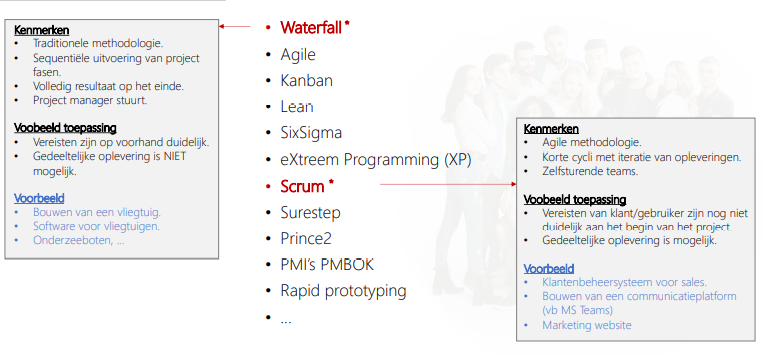 Kenmerken
• Traditionele methodologie.
• Sequentiële uitvoering van project
fasen.
• Volledig resultaat op het einde.
• Project manager stuurt.
Voobeeld toepassing
• Vereisten zijn op voorhand duidelijk.
• Gedeeltelijke oplevering is NIET
mogelijk.
Voorbeeld
• Bouwen van een vliegtuig.
• Software voor vliegtuigen.
• Onderzeeboten, ...
• Waterfall *
• Agile
• Kanban
• Lean
• SixSigma
• eXtreem Programming (XP)
• Scrum *
• Surestep
• Prince2
• PMI's PMBOK
• Rapid prototyping
• ...
Kenmerken
• Agile methodologie.
• Korte cycli met iteratie van opleveringen.
• Zelfsturende teams.
Voobeeld toepassing
• Vereisten van klant/gebruiker zijn nog niet
duidelijk aan het begin van het project.
• Gedeeltelijke oplevering is mogelijk.
Voorbeeld
• Klantenbeheersysteem voor sales.
• Bouwen van een communicatieplatform
(vb MS Teams)
• Marketing website